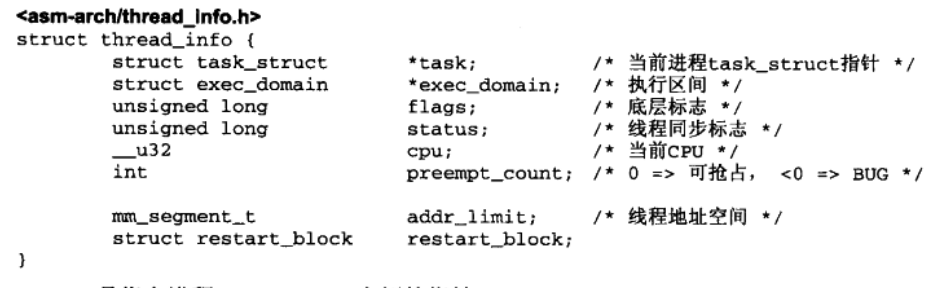 <asm-arch/thread_info.h>
struct thread_info {
struct task_struct *task; /* 当前进程task_struct指针 */
struct exec_domain *exec_domain; /* 执行区间 */
unsigned long flags; /* 底层标志 */
unsigned long status; /* 线程同步标志 */
__u32 cpu; /* 当前CPU */
int preempt_count; /* 0 => 可抢占， <0 => BUG */
mm_segment_t addr_limit; /* 线程地址空间 */
struct restart_block restart_block;
}